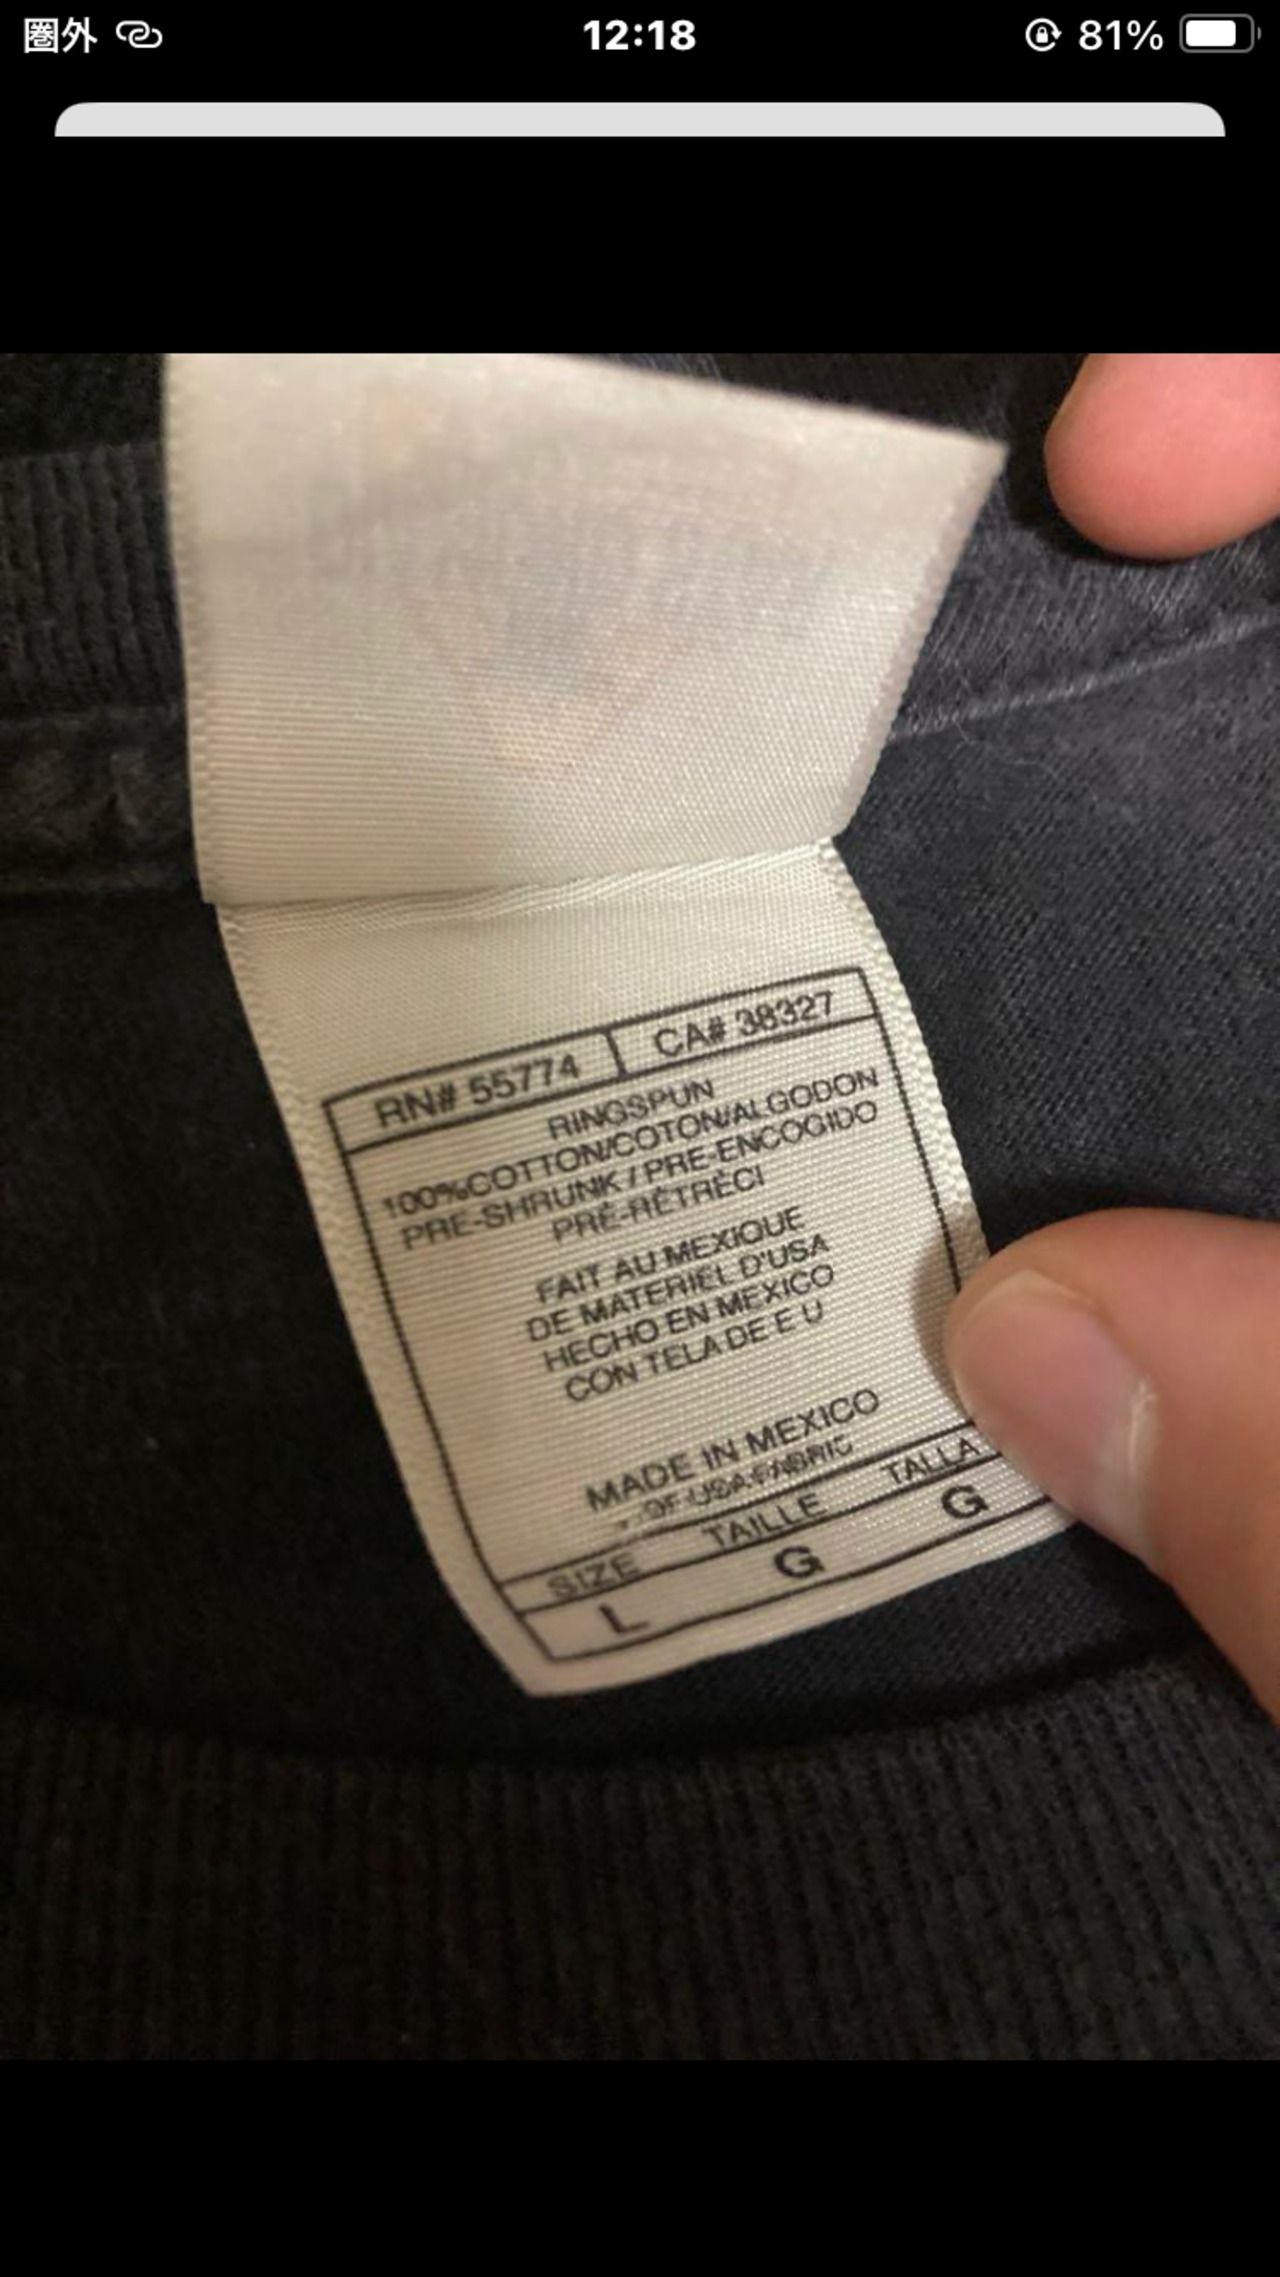 圏外 12:18 81%
RN# 55774 CA# 38327
RINGSPUN
100%COTTON/COTON/ALGODON
PRE-SHRUNK / PRE-ENCOGIDO
PRÉ-RÉTRÉCI
FAIT AU MEXIQUE
DE MATERIEL D'USA
HECHO EN MEXICO
CON TELA DE E U
MADE IN MEXICO
OF USA FABRIC
SIZE TAILLE TALLA
L G G